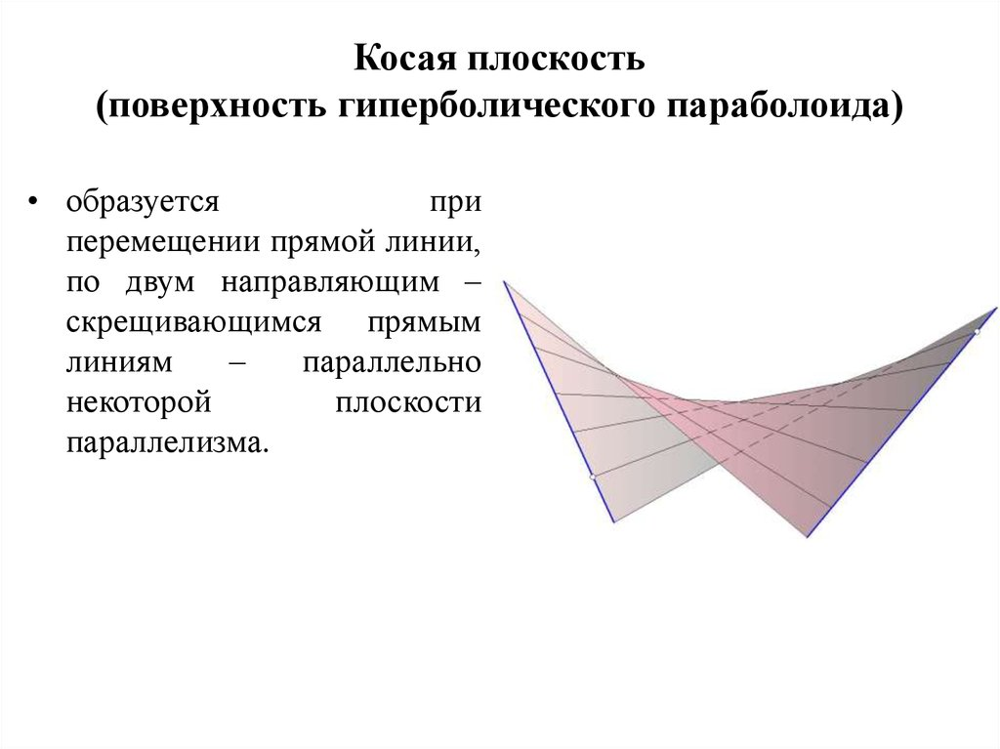 Косая плоскость
(поверхность гиперболического параболоида)
• образуется при
перемещении прямой линии,
по двум направляющим –
скрещивающимся прямым
линиям – параллельно
некоторой плоскости
параллелизма.